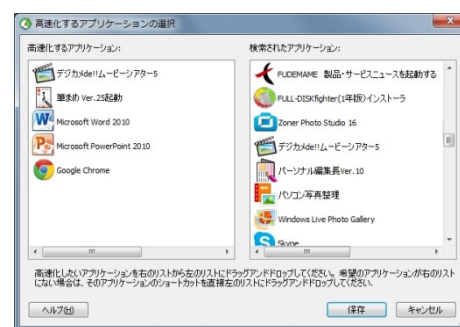 高速化するアプリケーションの選択
高速化するアプリケーション:
デジカメde!!ムービーシアター5
筆まめ Ver.25起動
Microsoft Word 2010
Microsoft PowerPoint 2010
Google Chrome
検索されたアプリケーション:
FUDEMAME 製品・サービスニュースを起動する
FULL-DISKfighter(1年版)インストーラ
Zoner Photo Studio 16
デジカメde!!ムービーシアター5
パーソナル編集長Ver.10
パソコン写真整理
Windows Live Photo Gallery
Skype
高速化したいアプリケーションを右のリストから左のリストにドラッグアンドドロップしてください。希望のアプリケーションが右のリスト
にない場合は、そのアプリケーションのショートカットを直接左のリストにドラッグアンドドロップしてください。
ヘルプ(H)
保存
キャンセル